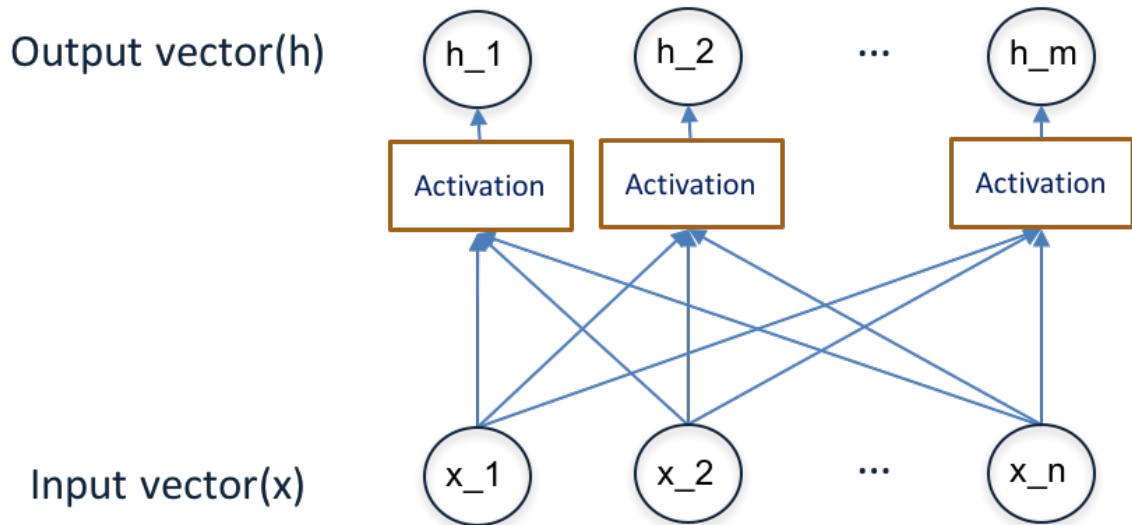 Output vector(h)
h_1
h_2
...
h_m
Activation
Activation
Activation
x_1
x_2
...
x_n
Input vector(x)